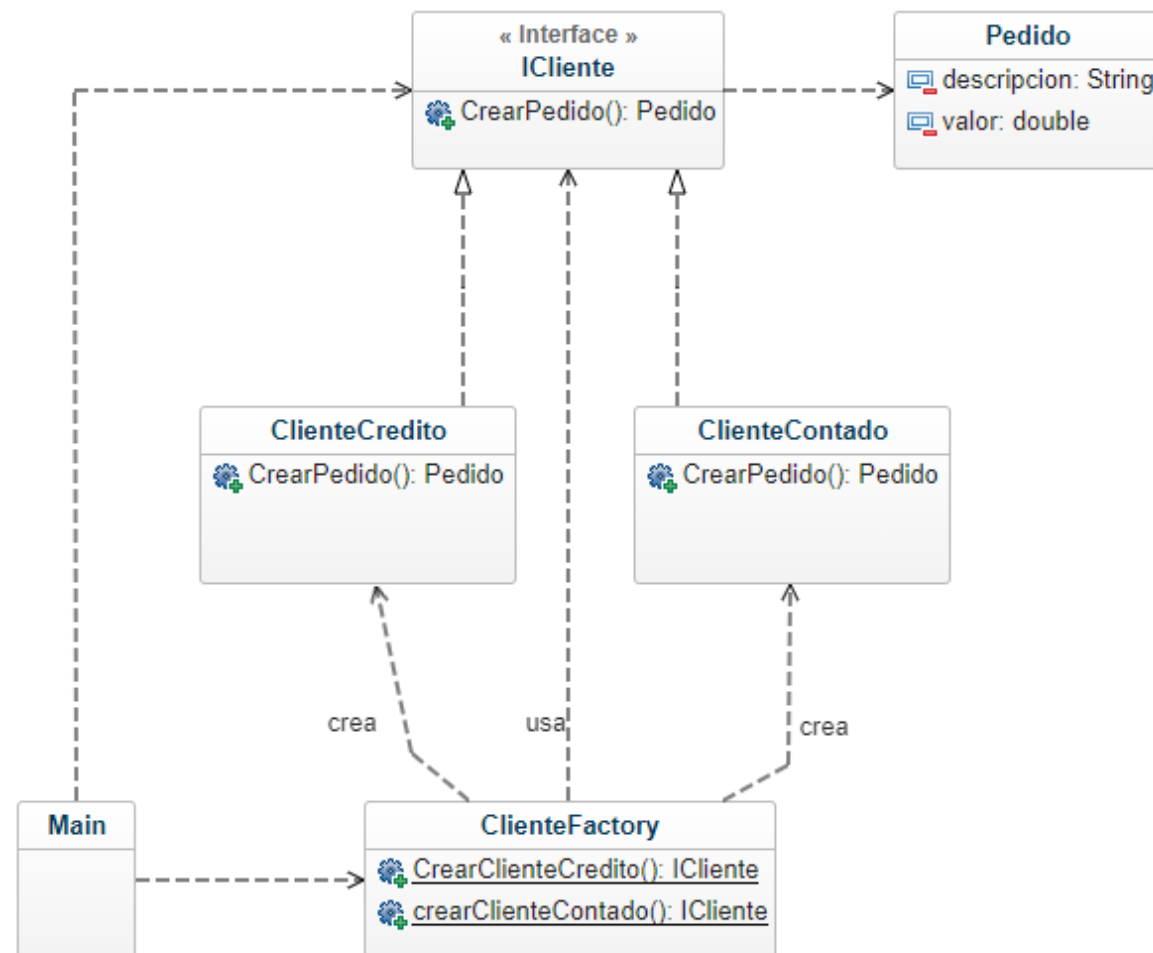 « Interface »
ICliente
CrearPedido(): Pedido
Pedido
descripcion: String
valor: double
ClienteCredito
CrearPedido(): Pedido
ClienteContado
CrearPedido(): Pedido
crea
usa
crea
Main
ClienteFactory
CrearClienteCredito(): ICliente
crearClienteContado(): ICliente